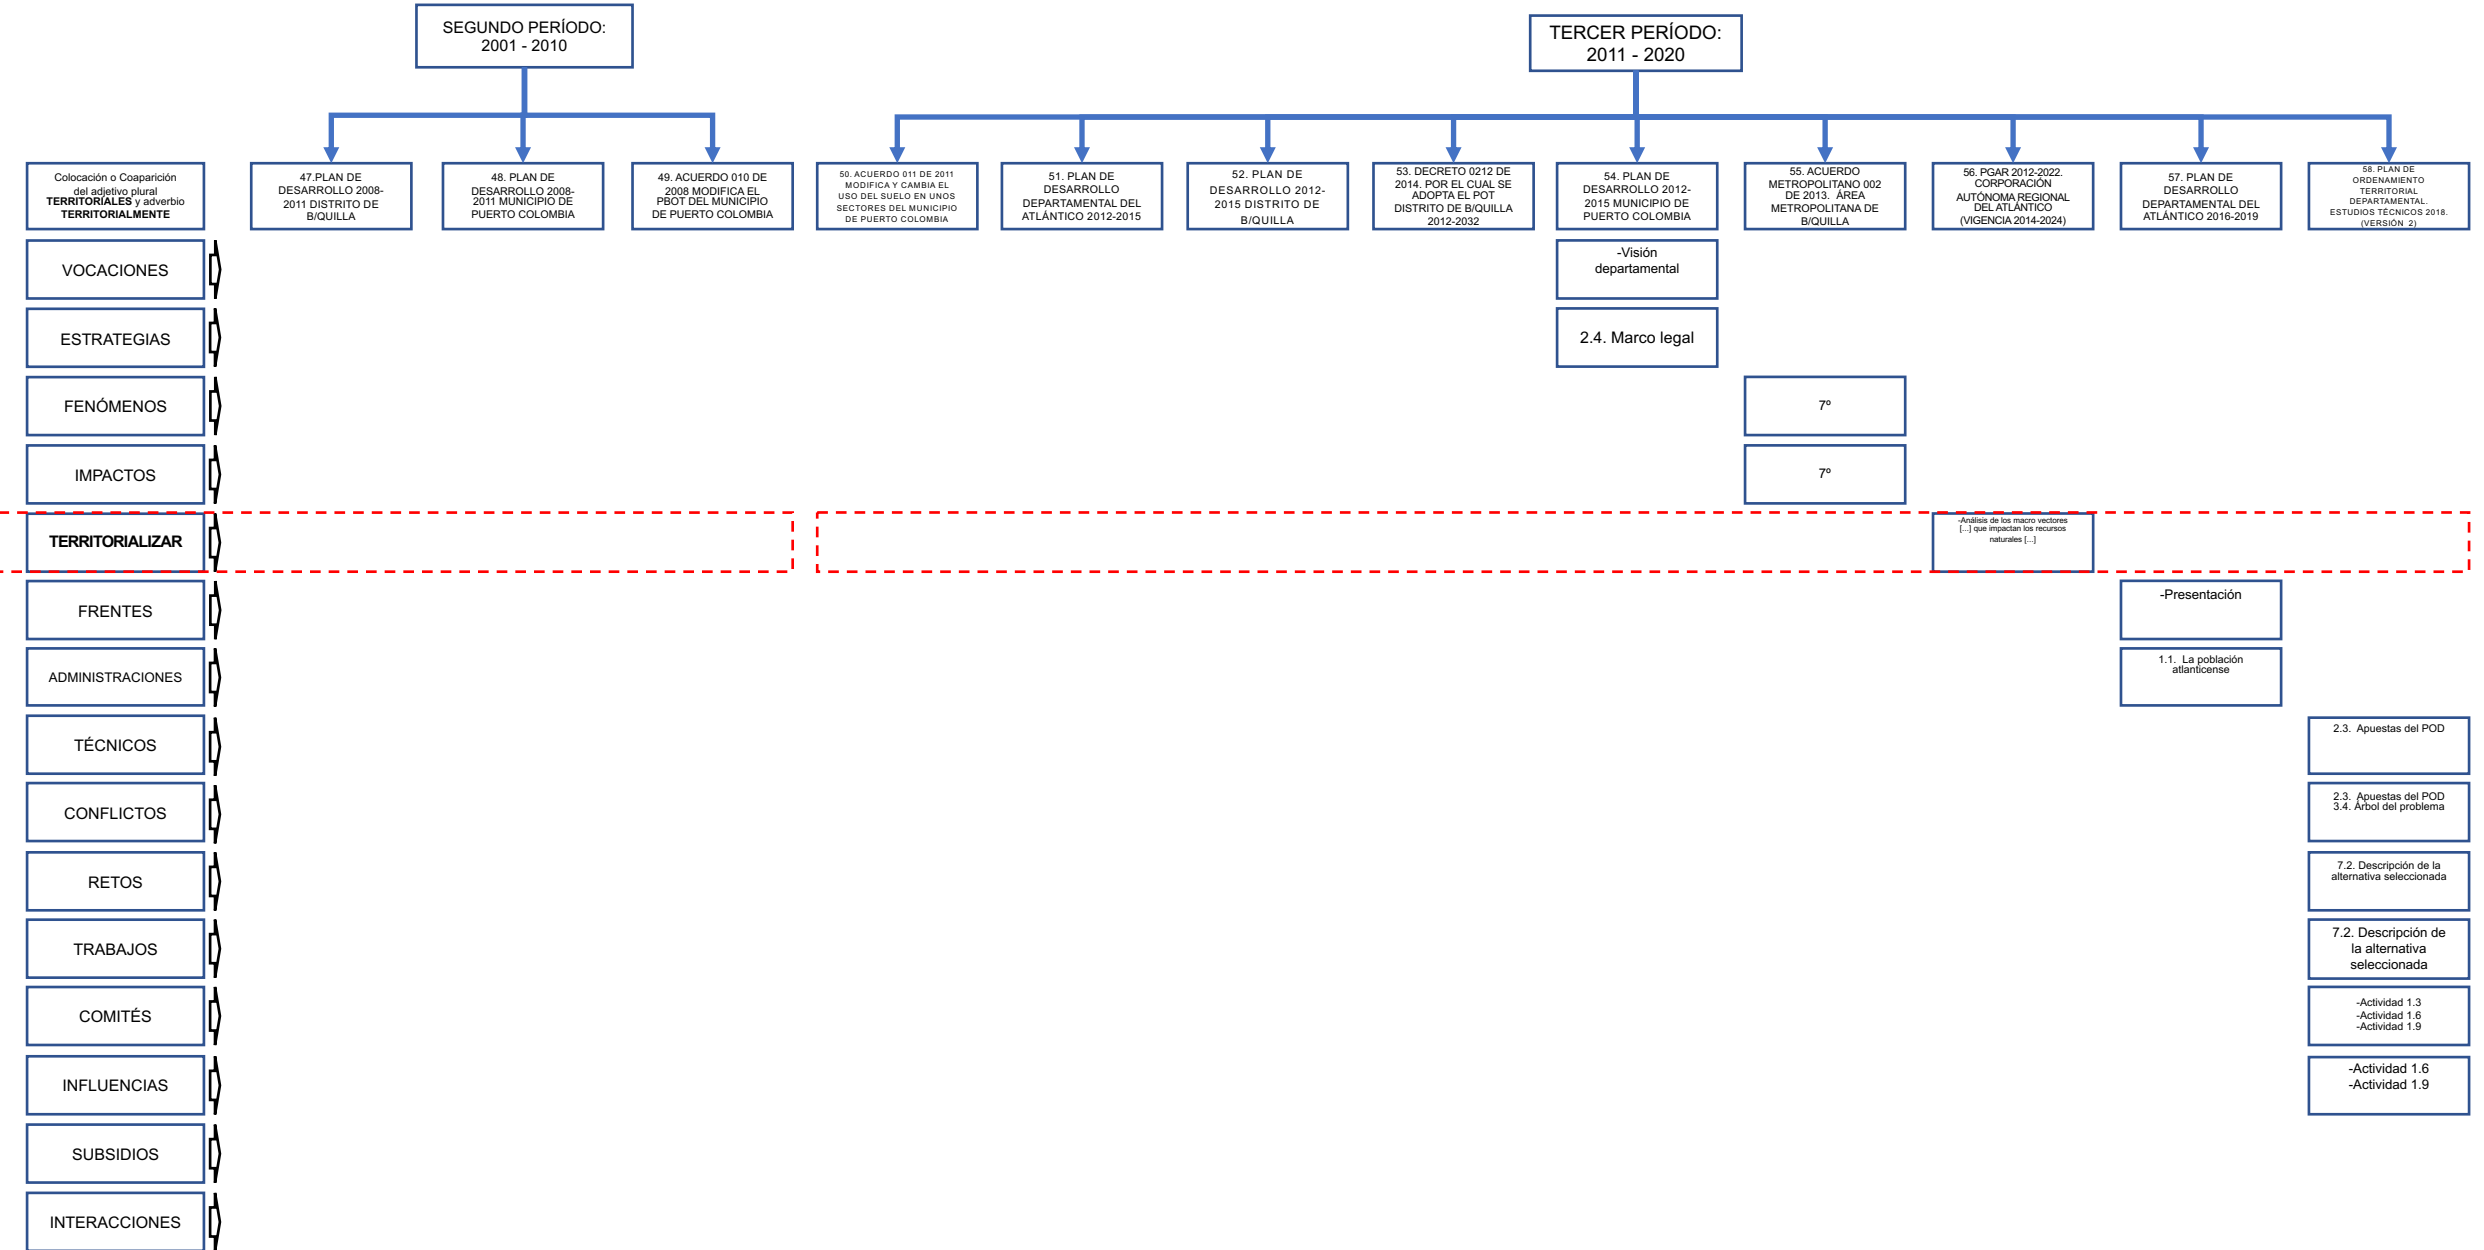 SEGUNDO PERÍODO:
2001 - 2010
TERCER PERÍODO:
2011 - 2020
Colocación o Coaparición
del adjetivo plural
TERRITORIALES y adverbio
TERRITORIALMENTE
47.PLAN DE
DESARROLLO 2008-
2011 DISTRITO DE
B/QUILLA
48. PLAN DE
DESARROLLO 2008-
2011 MUNICIPIO DE
PUERTO COLOMBIA
49. ACUERDO 010 DE
2008 MODIFICA EL
PBOT DEL MUNICIPIO
DE PUERTO COLOMBIA
50. ACUERDO 011 DE 2011
MODIFICA Y CAMBIA EL
USO DEL SUELO EN UNOS
SECTORES DEL MUNICIPIO
DE PUERTO COLOMBIA
51. PLAN DE
DESARROLLO
DEPARTAMENTAL DEL
ATLÁNTICO 2012-2015
52. PLAN DE
DESARROLLO 2012-
2015 DISTRITO DE
B/QUILLA
53. DECRETO 0212 DE
2014. POR EL CUAL SE
ADOPTA EL POT
DISTRITO DE B/QUILLA
2012-2032
54. PLAN DE
DESARROLLO 2012-
2015 MUNICIPIO DE
PUERTO COLOMBIA
55. ACUERDO
METROPOLITANO 002
DE 2013. ÁREA
METROPOLITANA DE
B/QUILLA
56. PGAR 2012-2022.
CORPORACIÓN
AUTÓNOMA REGIONAL
DEL ATLÁNTICO
(VIGENCIA 2014-2024)
57. PLAN DE
DESARROLLO
DEPARTAMENTAL DEL
ATLÁNTICO 2016-2019
58. PLAN DE
ORDENAMIENTO
TERRITORIAL
DEPARTAMENTAL.
ESTUDIOS TÉCNICOS 2018.
(VERSIÓN 2)
VOCACIONES
-Visión
departamental
ESTRATEGIAS
2.4. Marco legal
FENÓMENOS
7º
IMPACTOS
7º
TERRITORIALIZAR
-Análisis de los macro vectores
[...] que impactan los recursos
naturales [...]
FRENTES
-Presentación
ADMINISTRACIONES
1.1. La población
atlanticense
TÉCNICOS
2.3. Apuestas del POD
CONFLICTOS
2.3. Apuestas del POD
3.4. Árbol del problema
RETOS
7.2. Descripción de la
alternativa seleccionada
TRABAJOS
7.2. Descripción de
la alternativa
seleccionada
COMITÉS
-Actividad 1.3
-Actividad 1.6
-Actividad 1.9
INFLUENCIAS
-Actividad 1.6
-Actividad 1.9
SUBSIDIOS
INTERACCIONES